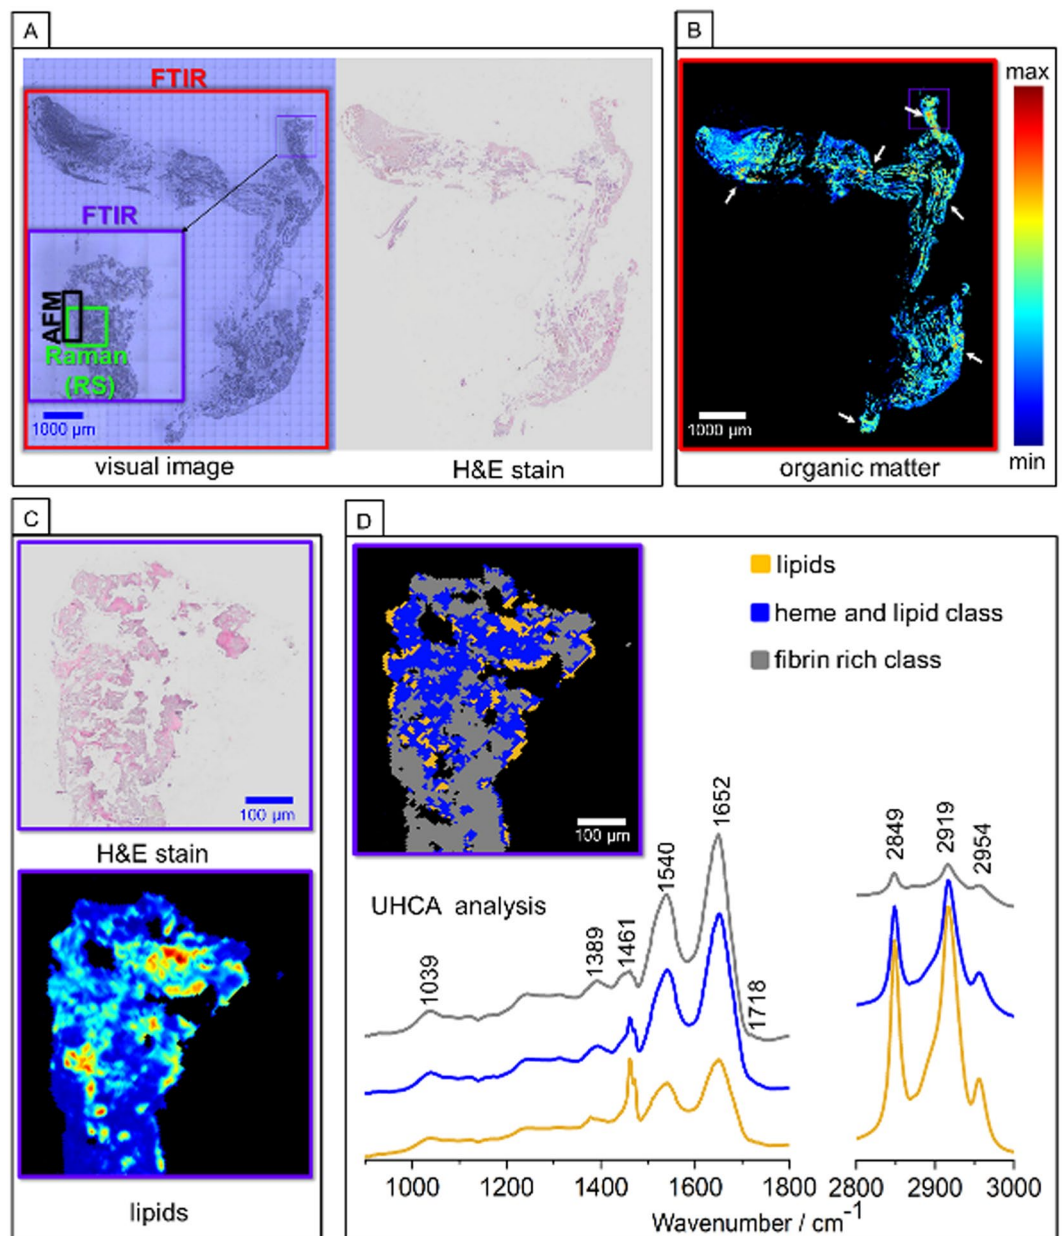 A
FTIR
FTIR
AFM
Raman
(RS)
1000 μm
visual image
H&E stain
B
max
min
1000 μm
organic matter
C
100 μm
H&E stain
lipids
D
lipids
heme and lipid class
fibrin rich class
100 μm
UHCA analysis
1039
1389
1461
1540
1652
1718
2849
2919
2954
1000 1200 1400 1600 1800 2800 2900 3000
Wavenumber / cm⁻¹